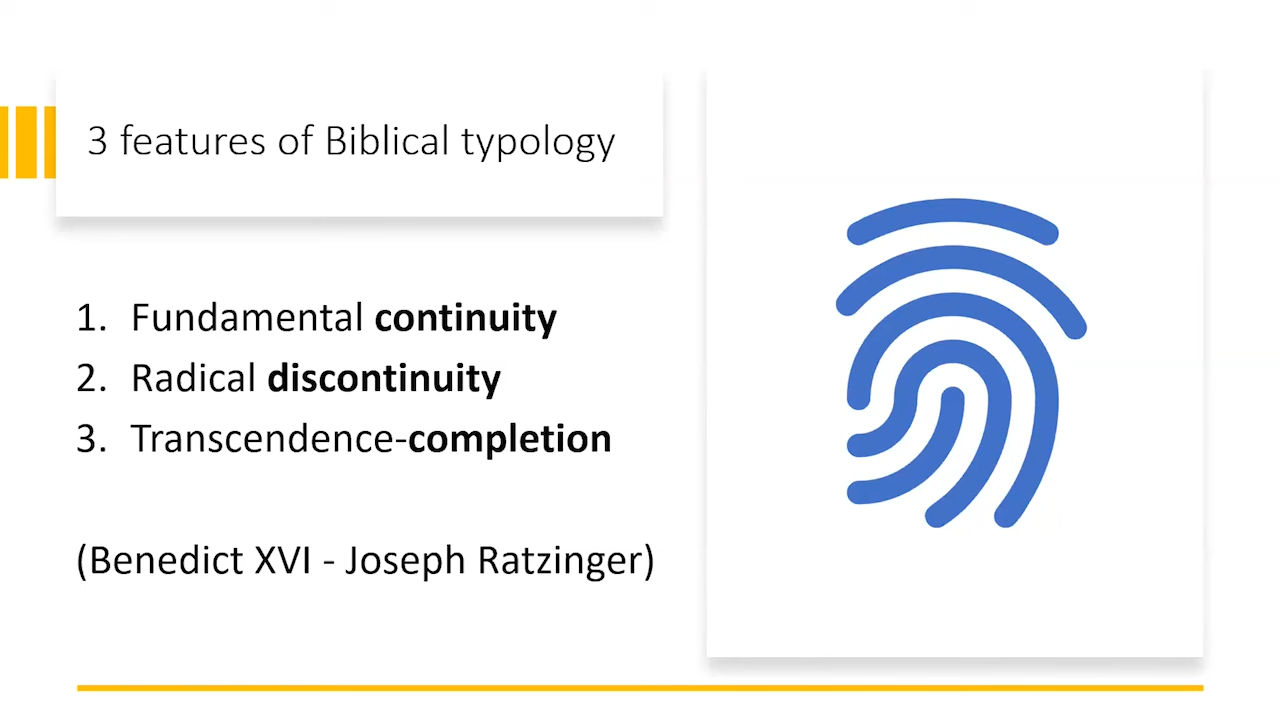 3 features of Biblical typology
1. Fundamental continuity
2. Radical discontinuity
3. Transcendence-completion
(Benedict XVI - Joseph Ratzinger)